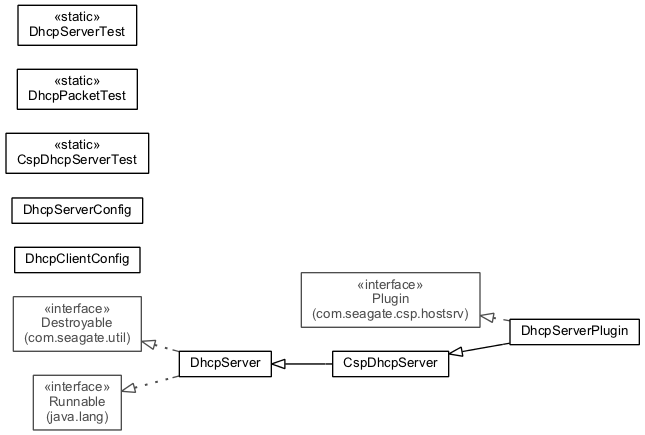 «static»
DhcpServerTest
«static»
DhcpPacketTest
«static»
CspDhcpServerTest
DhcpServerConfig
DhcpClientConfig
«interface»
Destroyable
(com.seagate.util)
«interface»
Plugin
(com.seagate.csp.hostsrv)
DhcpServerPlugin
DhcpServer
CspDhcpServer
«interface»
Runnable
(java.lang)